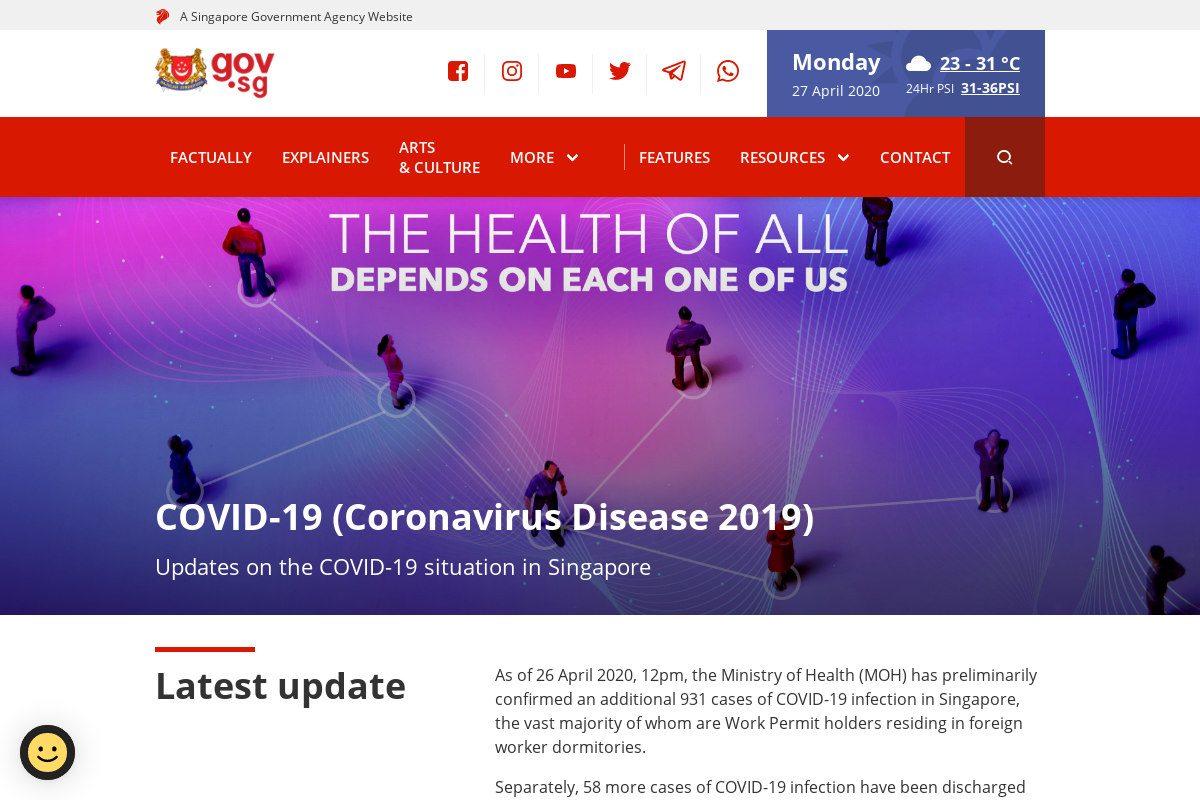 A Singapore Government Agency Website
gov
.sg
Monday
27 April 2020
23 - 31 °C
24Hr PSI 31-36PSI
FACTUALLY
EXPLAINERS
ARTS
& CULTURE
MORE
FEATURES
RESOURCES
CONTACT
THE HEALTH OF ALL
DEPENDS ON EACH ONE OF US
COVID-19 (Coronavirus Disease 2019)
Updates on the COVID-19 situation in Singapore
Latest update
As of 26 April 2020, 12pm, the Ministry of Health (MOH) has preliminarily
confirmed an additional 931 cases of COVID-19 infection in Singapore,
the vast majority of whom are Work Permit holders residing in foreign
worker dormitories.
Separately, 58 more cases of COVID-19 infection have been discharged